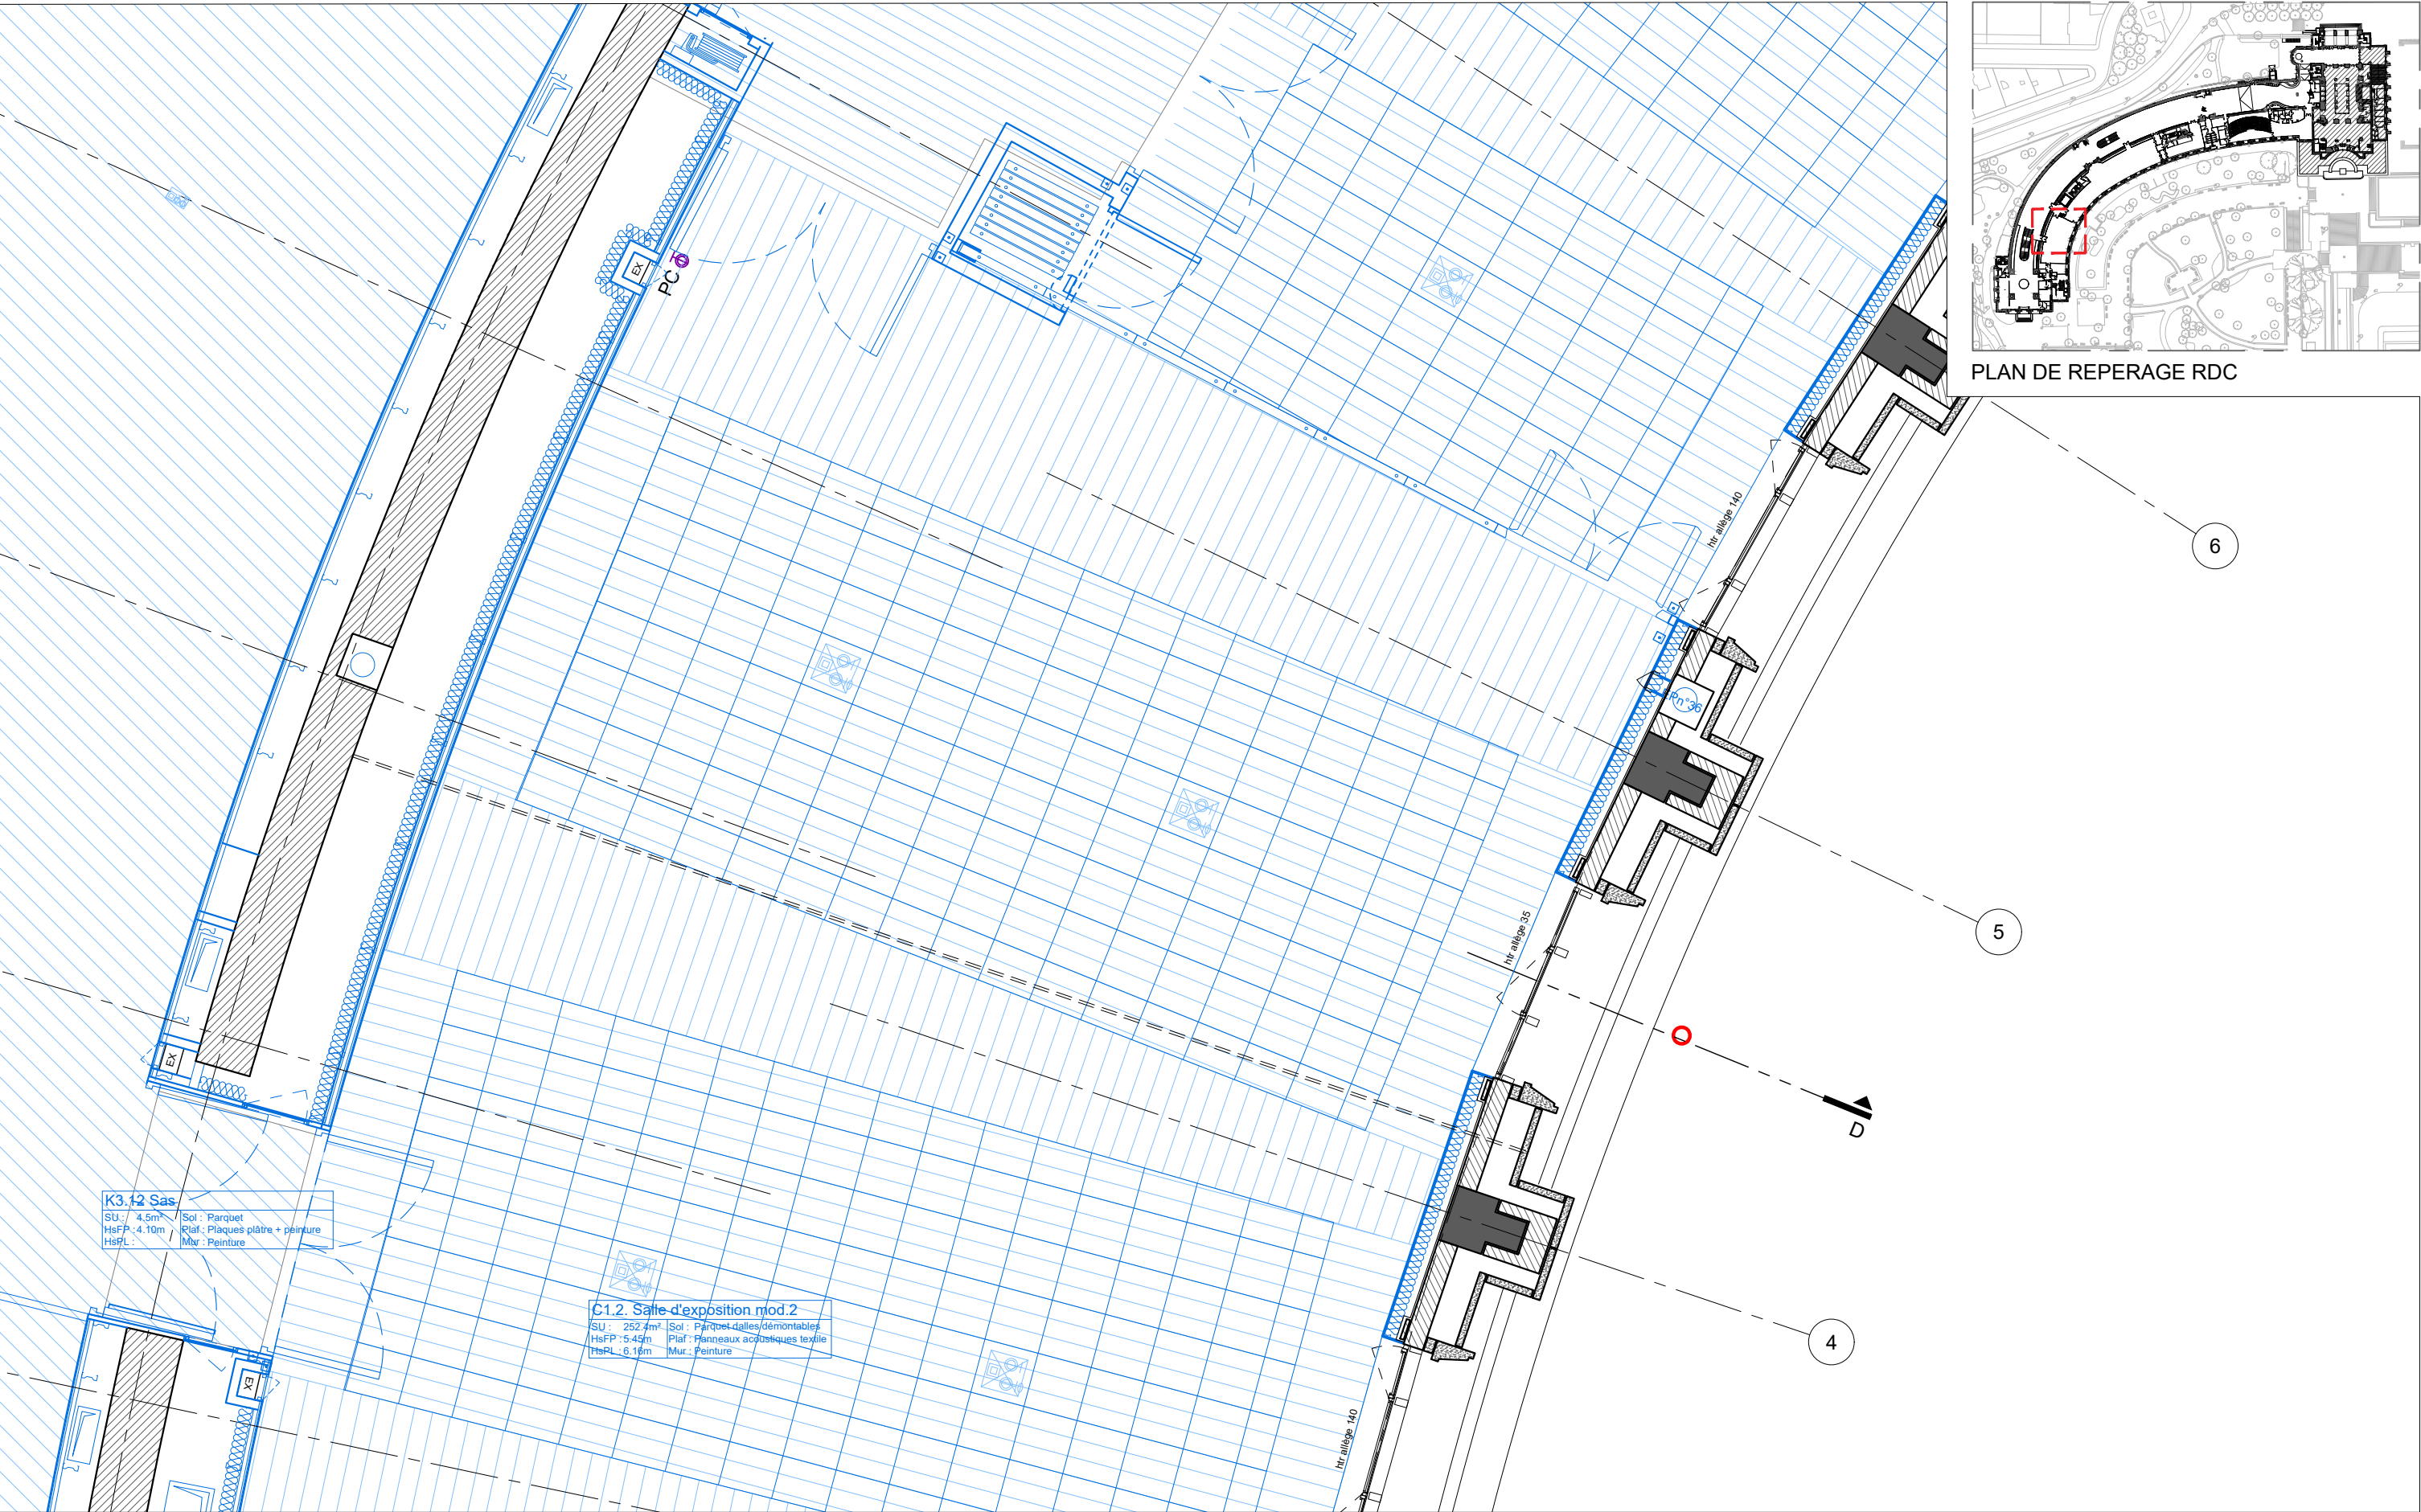 PLAN DE REPERAGE RDC
EX
PC
htr allège 140
6
Pn°36
htr allège 35
5
D
EX
K3.12 Sas
SU : 4.5m² Sol : Parquet
HsFP : 4.10m Plaf : Plaques plâtre + peinture
HsPL : Mur : Peinture
C1.2. Salle d'exposition mod.2
SU : 252.4m² Sol : Parquet dalles démontables
HsFP : 5.45m Plaf : Panneaux acoustiques textile
HsPL : 6.16m Mur : Peinture
4
EX
htr allège 140